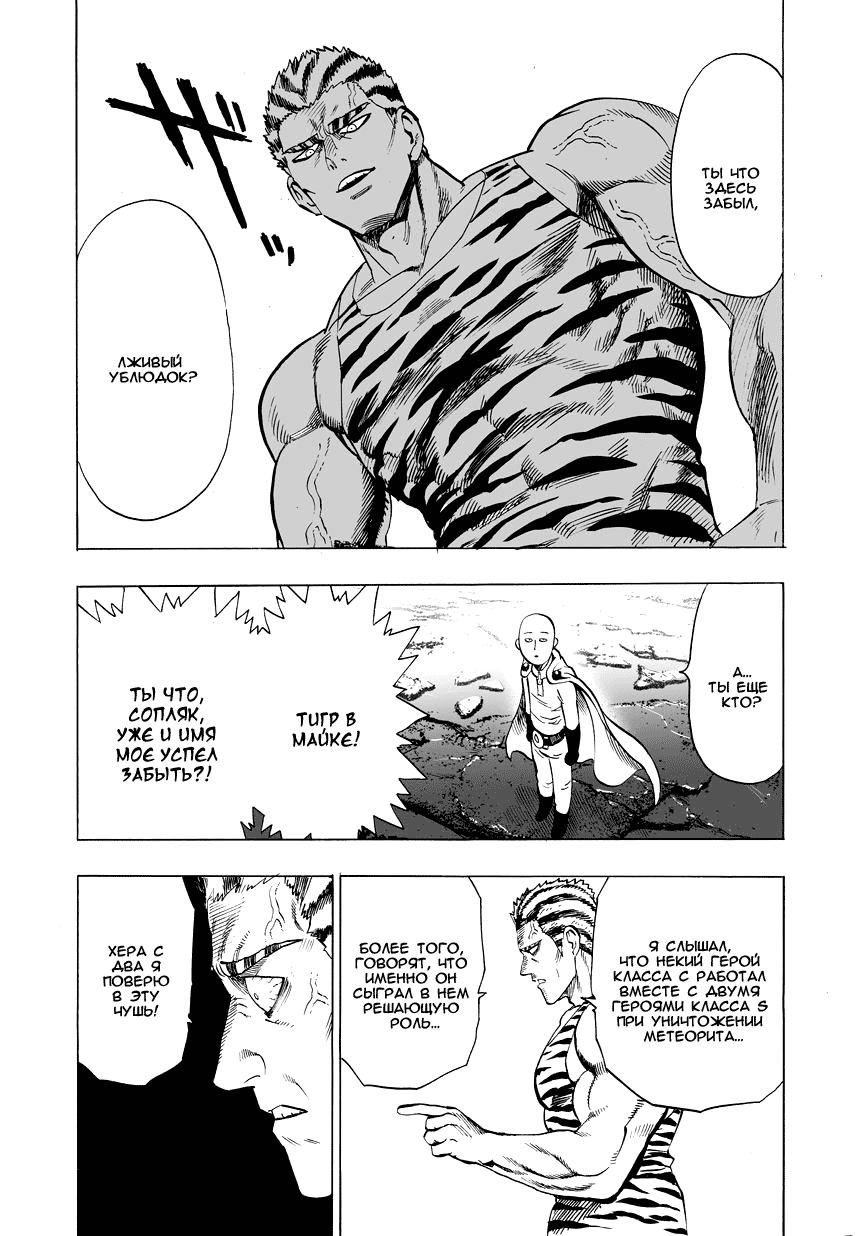 ТЫ ЧТО
ЗДЕСЬ
ЗАБЫЛ,
ЛЖИВЫЙ
УБЛЮДОК?
А...
ТЫ ЕЩЕ
КТО?
ТИГР В
МАЙКЕ!
ТЫ ЧТО,
СОПЛЯК,
УЖЕ И ИМЯ
МОЕ УСПЕЛ
ЗАБЫТЬ?!
Я СЛЫШАЛ,
ЧТО НЕКИЙ ГЕРОЙ
КЛАССА С РАБОТАЛ
ВМЕСТЕ С ДВУМЯ
ГЕРОЯМИ КЛАССА S
ПРИ УНИЧТОЖЕНИИ
МЕТЕОРИТА...
БОЛЕЕ ТОГО,
ГОВОРЯТ, ЧТО
ИМЕННО ОН
СЫГРАЛ В НЕМ
РЕШАЮЩУЮ
РОЛЬ...
ХЕРА С
ДВА Я
ПОВЕРЮ
В ЭТУ
ЧУШЬ!